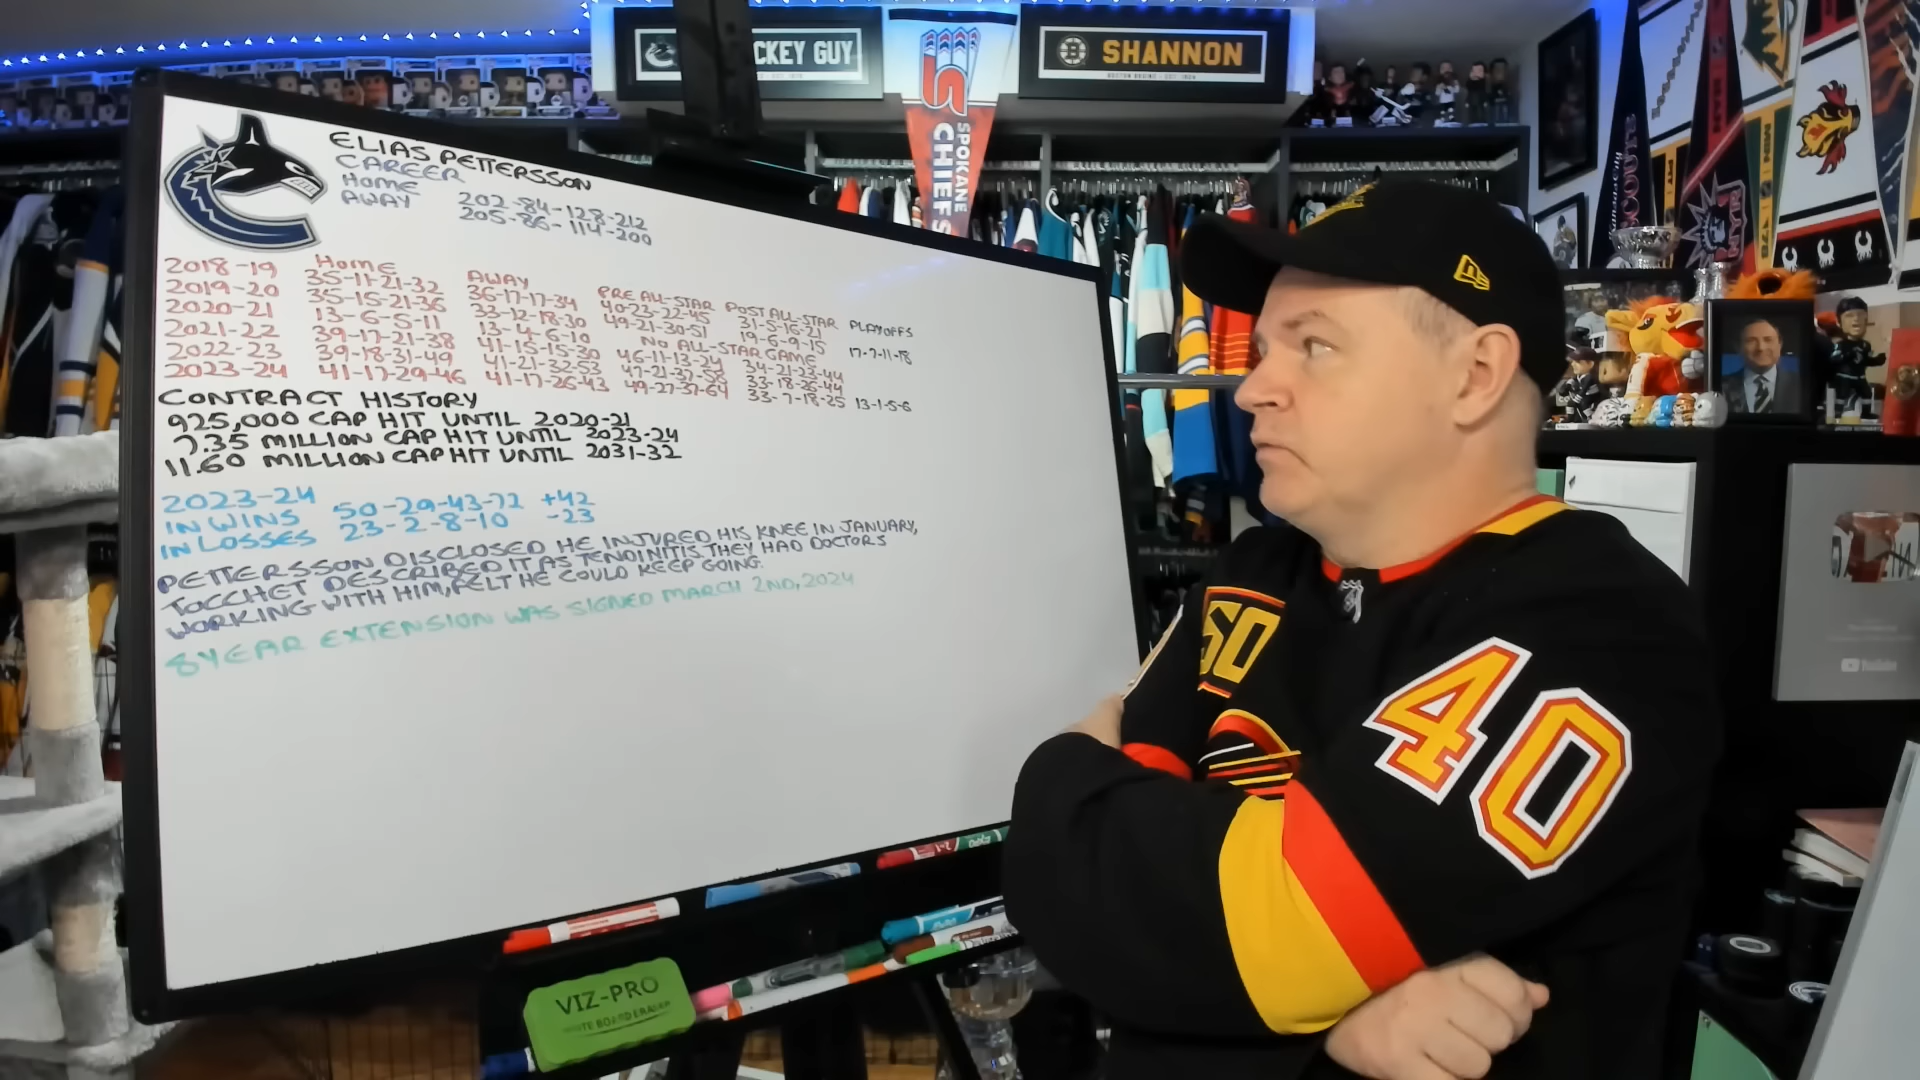 CKEY GUY
SHANNON
SPOKANE
CHIEFS
ELIAS PETTERSSON
CAREER
HOME 202-84-128-212
AWAY 205-86-114-200
HOME AWAY PRE ALL-STAR POST ALL-STAR PLAYOFFS
2018-19 35-11-21-32 36-17-17-34 40-23-22-45 31-5-16-21
2019-20 35-15-21-36 33-12-18-30 49-21-30-51 19-6-9-15 17-7-11-18
2020-21 13-6-5-11 13-4-6-10 NO ALL-STAR GAME
2021-22 39-17-21-38 41-15-15-30 46-11-13-24 34-21-23-44
2022-23 39-18-31-49 41-21-32-53 47-21-37-58 33-18-26-44
2023-24 41-17-29-46 41-17-26-43 49-27-37-64 33-7-18-25 13-1-5-6
CONTRACT HISTORY
925,000 CAP HIT UNTIL 2020-21
7.35 MILLION CAP HIT UNTIL 2023-24
11.60 MILLION CAP HIT UNTIL 2031-32
2023-24
IN WINS 50-29-43-72 +42
IN LOSSES 23-2-8-10 -23
PETTERSSON DISCLOSED HE INJURED HIS KNEE IN JANUARY,
TOCCHET DESCRIBED IT AS TENDINITIS. THEY HAD DOCTORS
WORKING WITH HIM, FELT HE COULD KEEP GOING.
8 YEAR EXTENSION WAS SIGNED MARCH 2ND, 2024
50
40
VIZ-PRO
WHITE BOARD ERASER
SCOUTS
NYR
MIN
YouTube